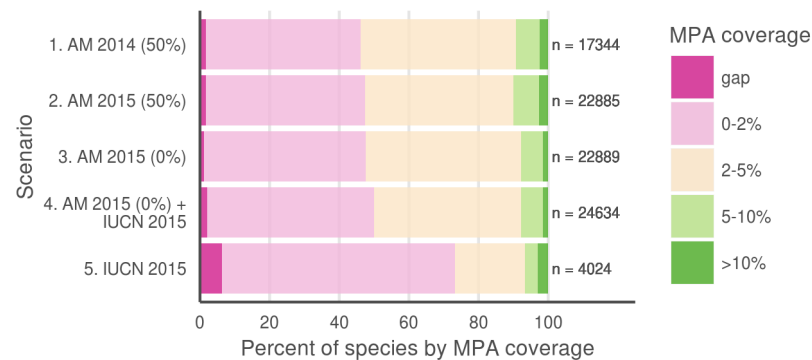 1. AM 2014 (50%)
n = 17344
2. AM 2015 (50%)
n = 22885
3. AM 2015 (0%)
n = 22889
4. AM 2015 (0%) +
IUCN 2015
n = 24634
5. IUCN 2015
n = 4024
Scenario
0 20 40 60 80 100
Percent of species by MPA coverage
MPA coverage
gap
0-2%
2-5%
5-10%
>10%